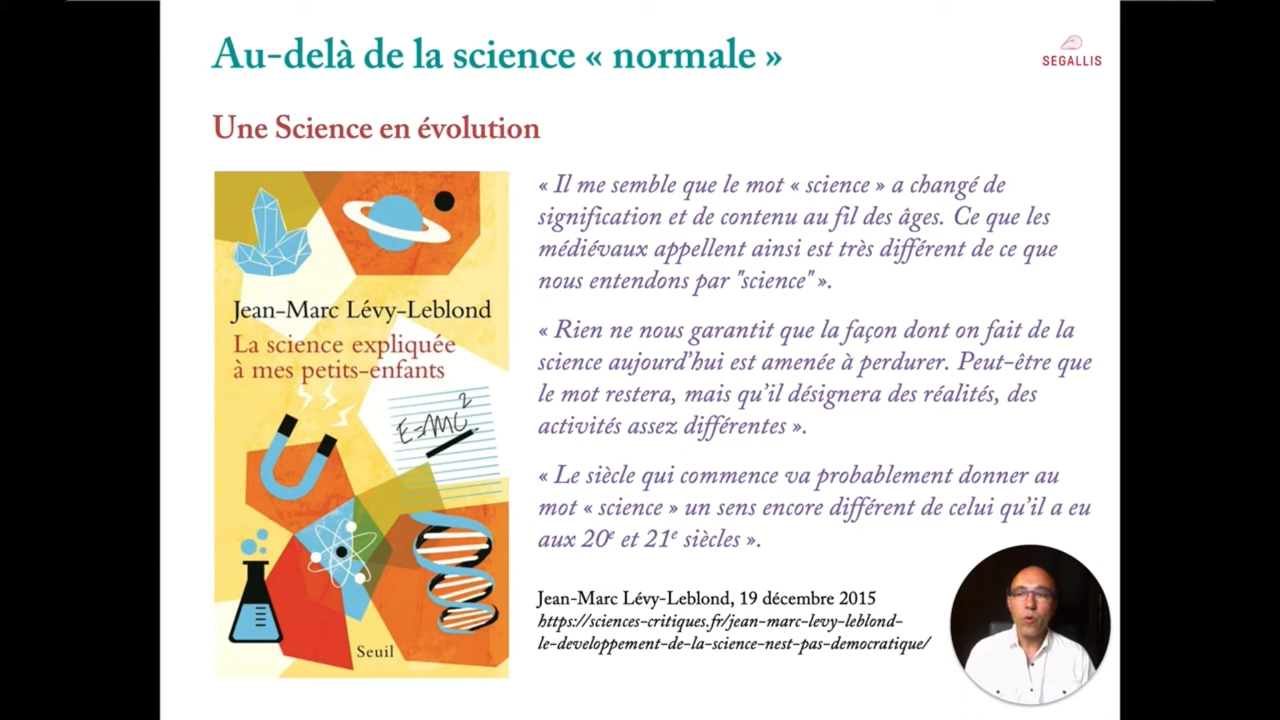 Au-delà de la science « normale »
SEGALLIS
Une Science en évolution
Jean-Marc Lévy-Leblond
La science expliquée
à mes petits-enfants
E=MC2
Seuil
« Il me semble que le mot « science » a changé de
signification et de contenu au fil des âges. Ce que les
médiévaux appellent ainsi est très différent de ce que
nous entendons par "science" ».
« Rien ne nous garantit que la façon dont on fait de la
science aujourd’hui est amenée à perdurer. Peut-être que
le mot restera, mais qu’il désignera des réalités, des
activités assez différentes ».
« Le siècle qui commence va probablement donner au
mot « science » un sens encore différent de celui qu’il a eu
aux 20e et 21e siècles ».
Jean-Marc Lévy-Leblond, 19 décembre 2015
https://sciences-critiques.fr/jean-marc-levy-leblond-
le-developpement-de-la-science-nest-pas-democratique/